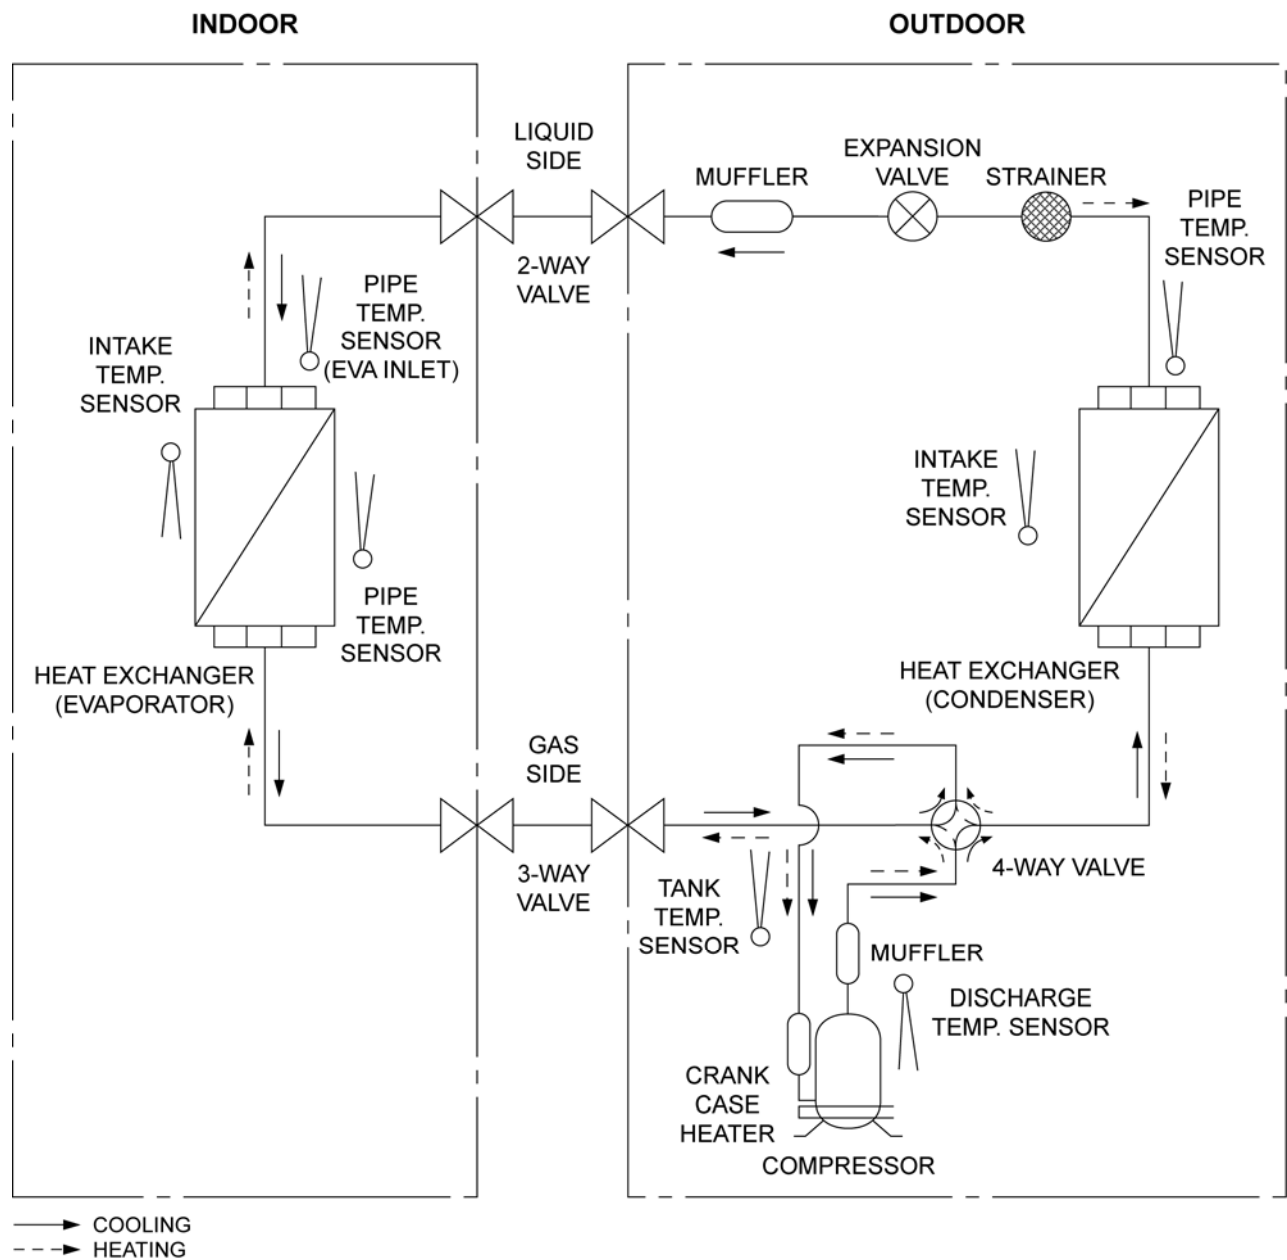 INDOOR
OUTDOOR
LIQUID
SIDE
MUFFLER
EXPANSION
VALVE
STRAINER
PIPE
TEMP.
SENSOR
2-WAY
VALVE
PIPE
TEMP.
SENSOR
(EVA INLET)
INTAKE
TEMP.
SENSOR
INTAKE
TEMP.
SENSOR
PIPE
TEMP.
SENSOR
HEAT EXCHANGER
(EVAPORATOR)
HEAT EXCHANGER
(CONDENSER)
GAS
SIDE
3-WAY
VALVE
4-WAY VALVE
TANK
TEMP.
SENSOR
MUFFLER
DISCHARGE
TEMP. SENSOR
CRANK
CASE
HEATER
COMPRESSOR
COOLING
HEATING